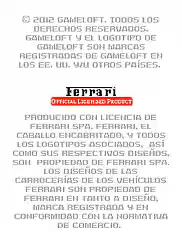 © 2012 GAMELOFT. TODOS LOS
DERECHOS RESERVADOS.
GAMELOFT Y EL LOGOTIPO DE
GAMELOFT SON MARCAS
REGISTRADAS DE GAMELOFT EN
LOS EE. UU. Y/U OTROS PAÍSES.
Ferrari
OFFICIAL LICENSED PRODUCT
PRODUCIDO CON LICENCIA DE
FERRARI SPA. FERRARI, EL
CABALLO ENCABRITADO, Y TODOS
LOS LOGOTIPOS ASOCIADOS, ASÍ
COMO SUS RESPECTIVOS DISEÑOS,
SON PROPIEDAD DE FERRARI SPA.
LOS DISEÑOS DE LAS
CARROCERÍAS DE LOS VEHÍCULOS
FERRARI SON PROPIEDAD DE
FERRARI EN TANTO A DISEÑO,
MARCA REGISTRADA Y EN
CONFORMIDAD CON LA NORMATIVA
DE COMERCIO.